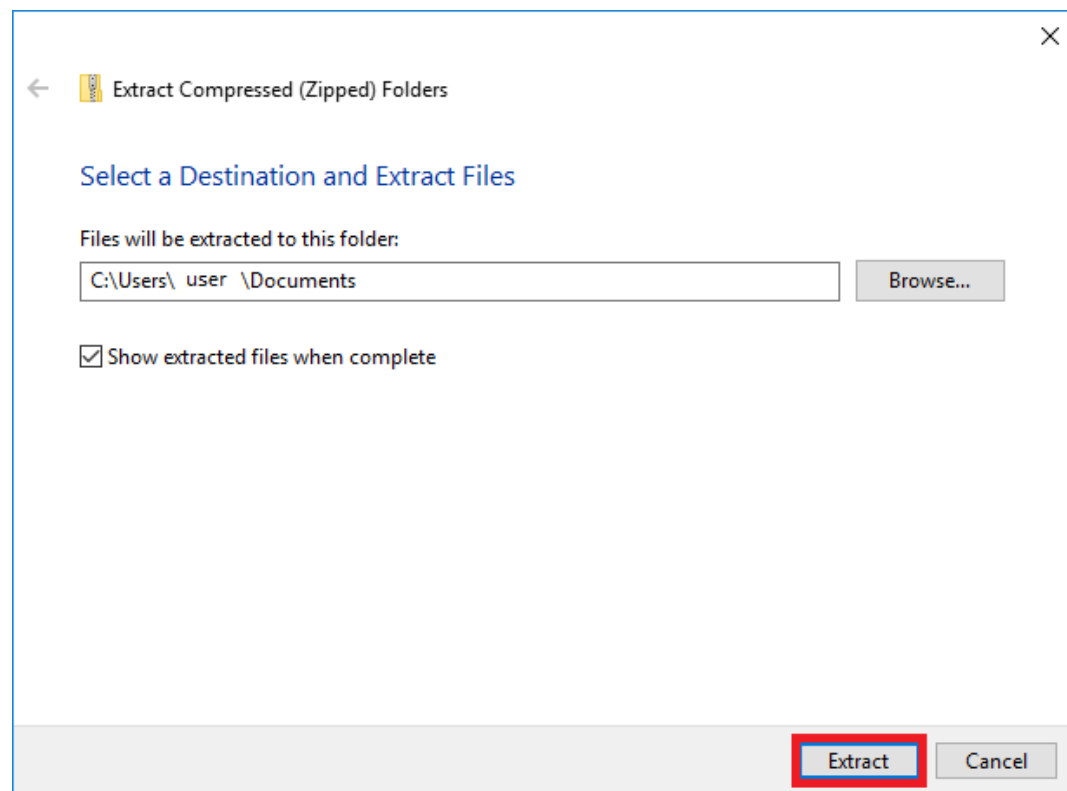 Extract Compressed (Zipped) Folders
Select a Destination and Extract Files
Files will be extracted to this folder:
C:\Users\ user \Documents
Browse...
Show extracted files when complete
Extract
Cancel